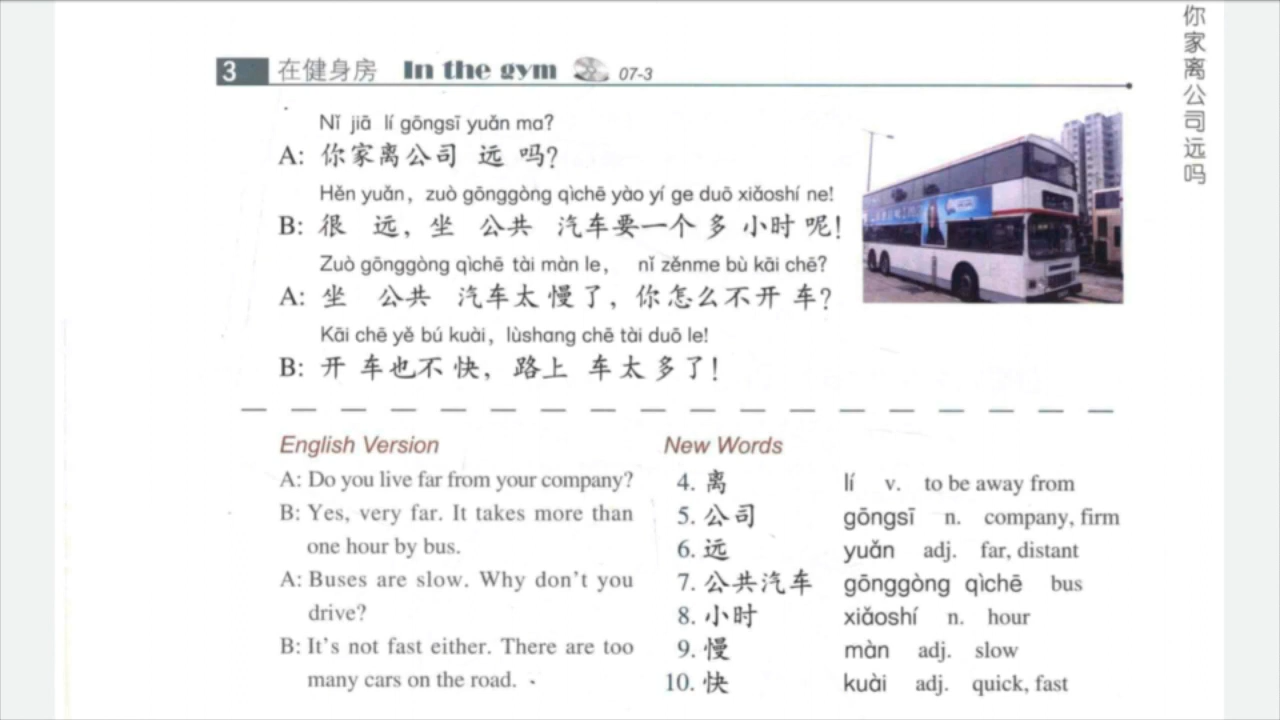 你家离公司远吗
3 在健身房 In the gym 07-3
Nǐ jiā lí gōngsī yuǎn ma?
A: 你家离公司 远 吗?
Hěn yuǎn, zuò gōnggòng qìchē yào yí ge duō xiǎoshí ne!
B: 很 远, 坐 公共 汽车要一个 多 小时 呢!
Zuò gōnggòng qìchē tài màn le, nǐ zěnme bù kāi chē?
A: 坐 公共 汽车太 慢了, 你怎么不开 车?
Kāi chē yě bú kuài, lùshang chē tài duō le!
B: 开 车也不 快, 路上 车太 多了!
English Version
A: Do you live far from your company?
B: Yes, very far. It takes more than
one hour by bus.
A: Buses are slow. Why don't you
drive?
B: It's not fast either. There are too
many cars on the road.
New Words
4. 离 lí v. to be away from
5. 公司 gōngsī n. company, firm
6. 远 yuǎn adj. far, distant
7. 公共汽车 gōnggòng qìchē bus
8. 小时 xiǎoshí n. hour
9. 慢 màn adj. slow
10. 快 kuài adj. quick, fast